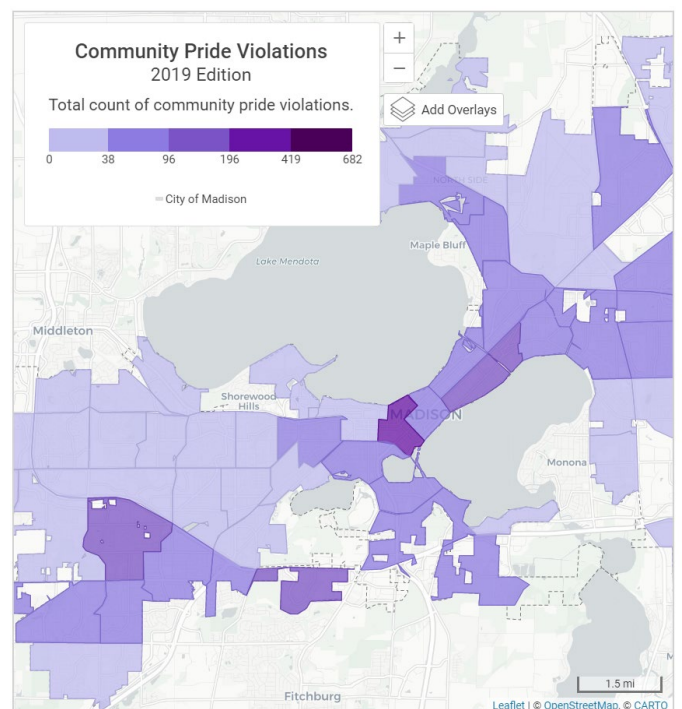 Community Pride Violations
2019 Edition
Total count of community pride violations.
0 38 96 196 419 682
City of Madison
+
−
Add Overlays
NORTH SIDE
Maple Bluff
Lake Mendota
Middleton
Shorewood
Hills
MADISON
Monona
Fitchburg
1.5 mi
M
Leaflet | © OpenStreetMap, © CARTO